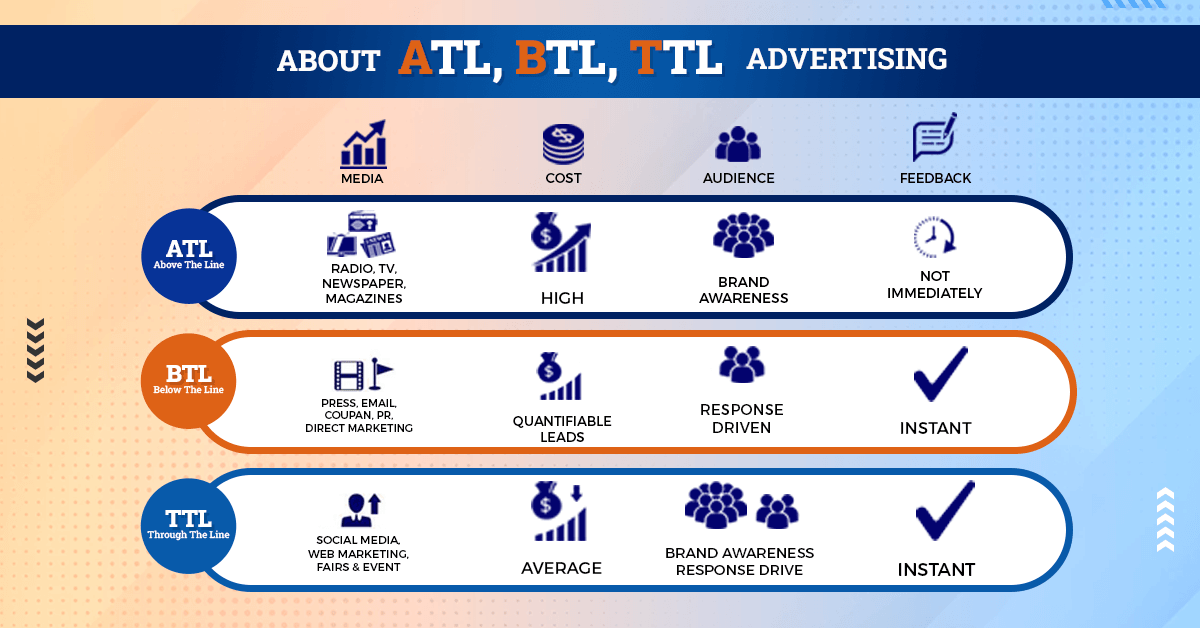 ABOUT ATL, BTL, TTL ADVERTISING
MEDIA
COST
AUDIENCE
FEEDBACK
ATL
Above The Line
RADIO, TV,
NEWSPAPER,
MAGAZINES
HIGH
BRAND
AWARENESS
NOT
IMMEDIATELY
BTL
Below The Line
PRESS, EMAIL,
COUPAN, PR,
DIRECT MARKETING
QUANTIFIABLE
LEADS
RESPONSE
DRIVEN
INSTANT
TTL
Through The Line
SOCIAL MEDIA,
WEB MARKETING,
FAIRS & EVENT
AVERAGE
BRAND AWARENESS
RESPONSE DRIVE
INSTANT